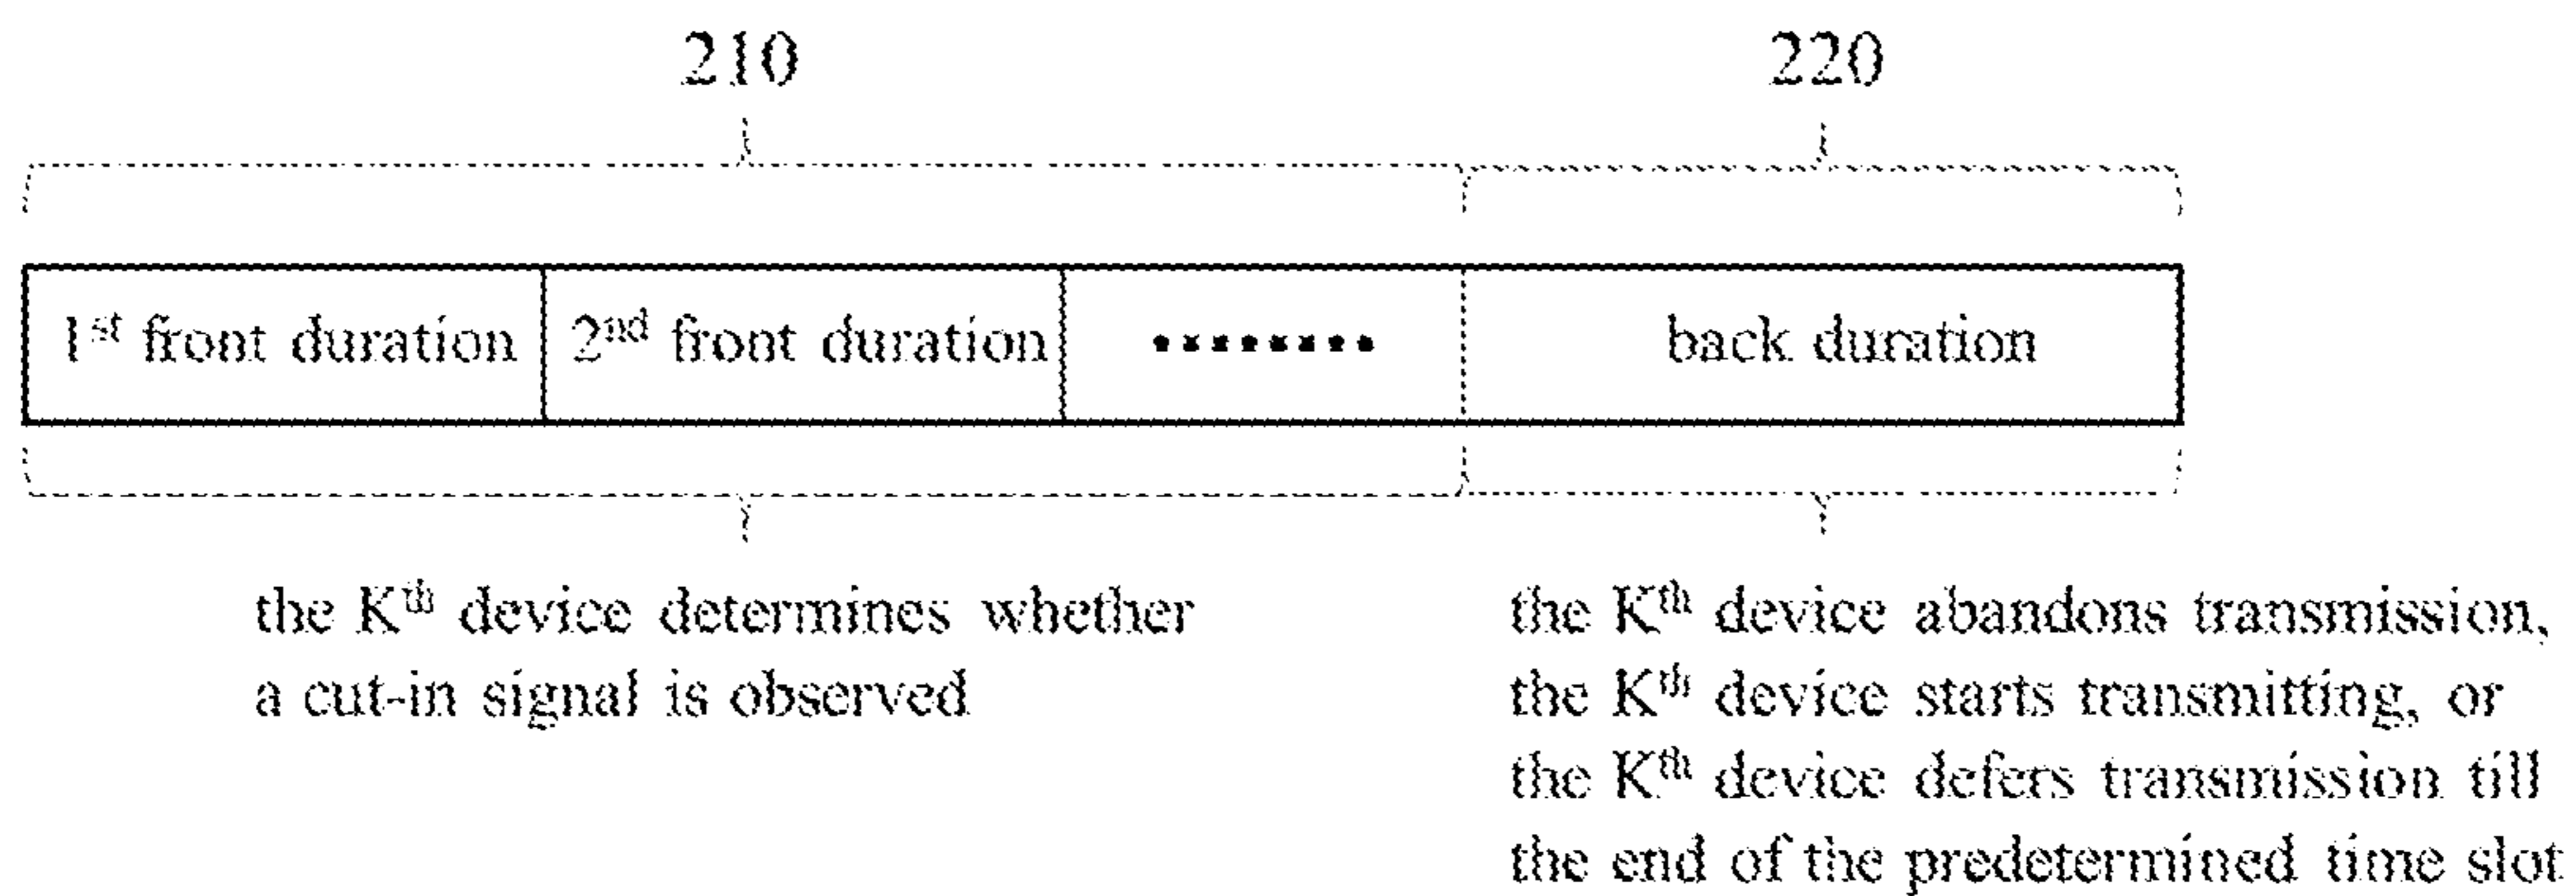 210 220
1st front duration 2nd front duration ........ back duration
the Kth device determines whether
a cut-in signal is observed
the Kth device abandons transmission,
the Kth device starts transmitting, or
the Kth device defers transmission till
the end of the predetermined time slot